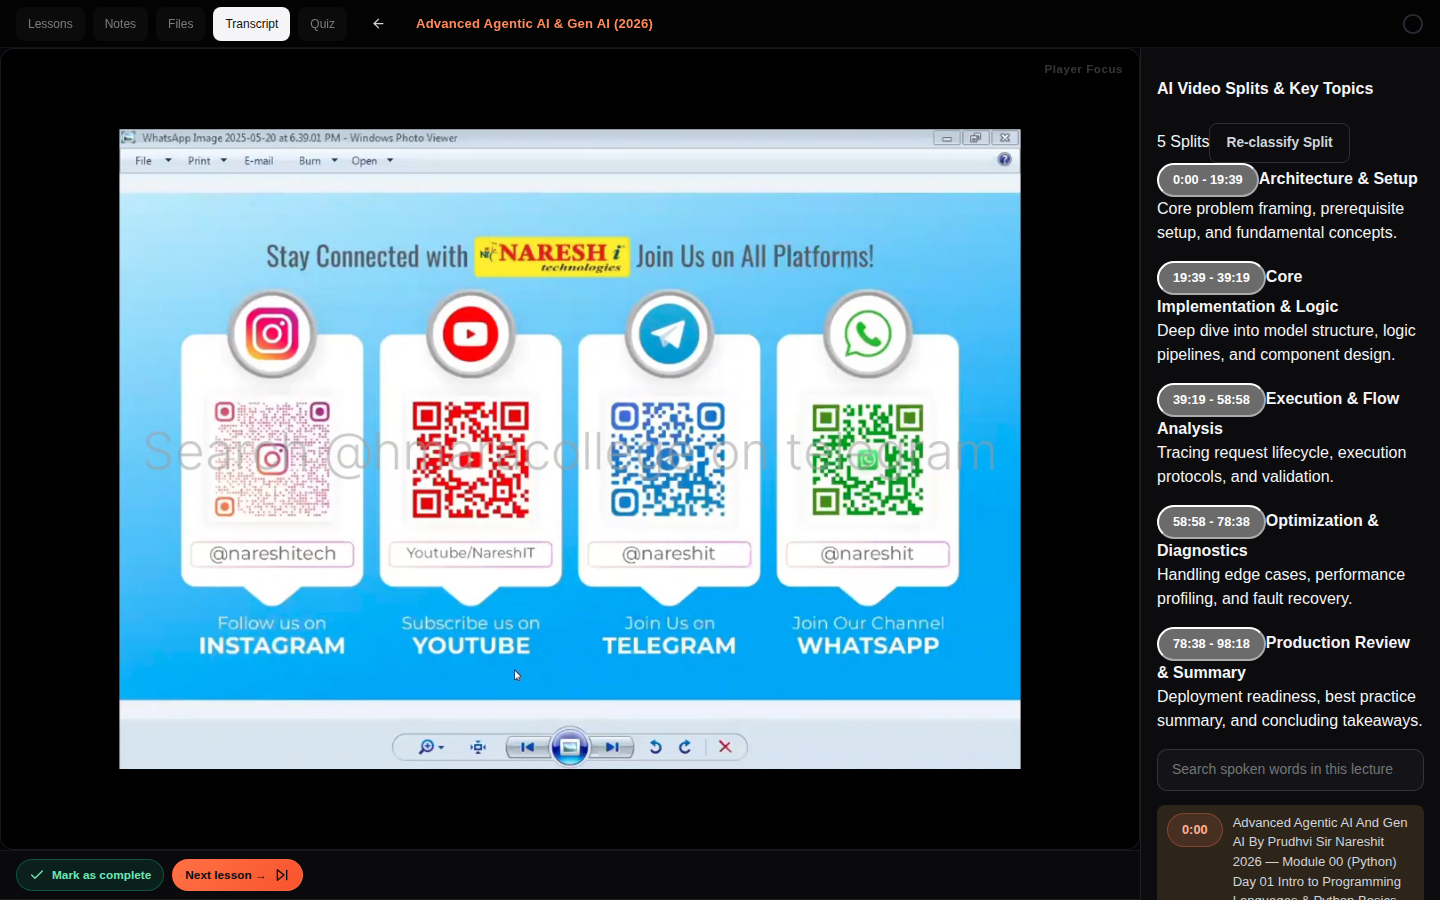 Lessons
Notes
Files
Transcript
Quiz
Advanced Agentic AI & Gen AI (2026)
Player Focus
WhatsApp Image 2025-05-20 at 6.39.01 PM - Windows Photo Viewer
File
Print
E-mail
Burn
Open
Stay Connected with NARESH i technologies Join Us on All Platforms!
Search @hmaracollege on telegram
@nareshitech
Youtube/NareshIT
@nareshit
@nareshit
Follow us on
INSTAGRAM
Subscribe us on
YOUTUBE
Join Us on
TELEGRAM
Join Our Channel
WHATSAPP
Mark as complete
Next lesson →
AI Video Splits & Key Topics
5 Splits
Re-classify Split
0:00 - 19:39 Architecture & Setup
Core problem framing, prerequisite
setup, and fundamental concepts.
19:39 - 39:19 Core
Implementation & Logic
Deep dive into model structure, logic
pipelines, and component design.
39:19 - 58:58 Execution & Flow
Analysis
Tracing request lifecycle, execution
protocols, and validation.
58:58 - 78:38 Optimization &
Diagnostics
Handling edge cases, performance
profiling, and fault recovery.
78:38 - 98:18 Production Review
& Summary
Deployment readiness, best practice
summary, and concluding takeaways.
Search spoken words in this lecture
0:00
Advanced Agentic AI And Gen
AI By Prudhvi Sir Nareshit
2026 — Module 00 (Python)
Day 01 Intro to Programming
Languages & Python Basics